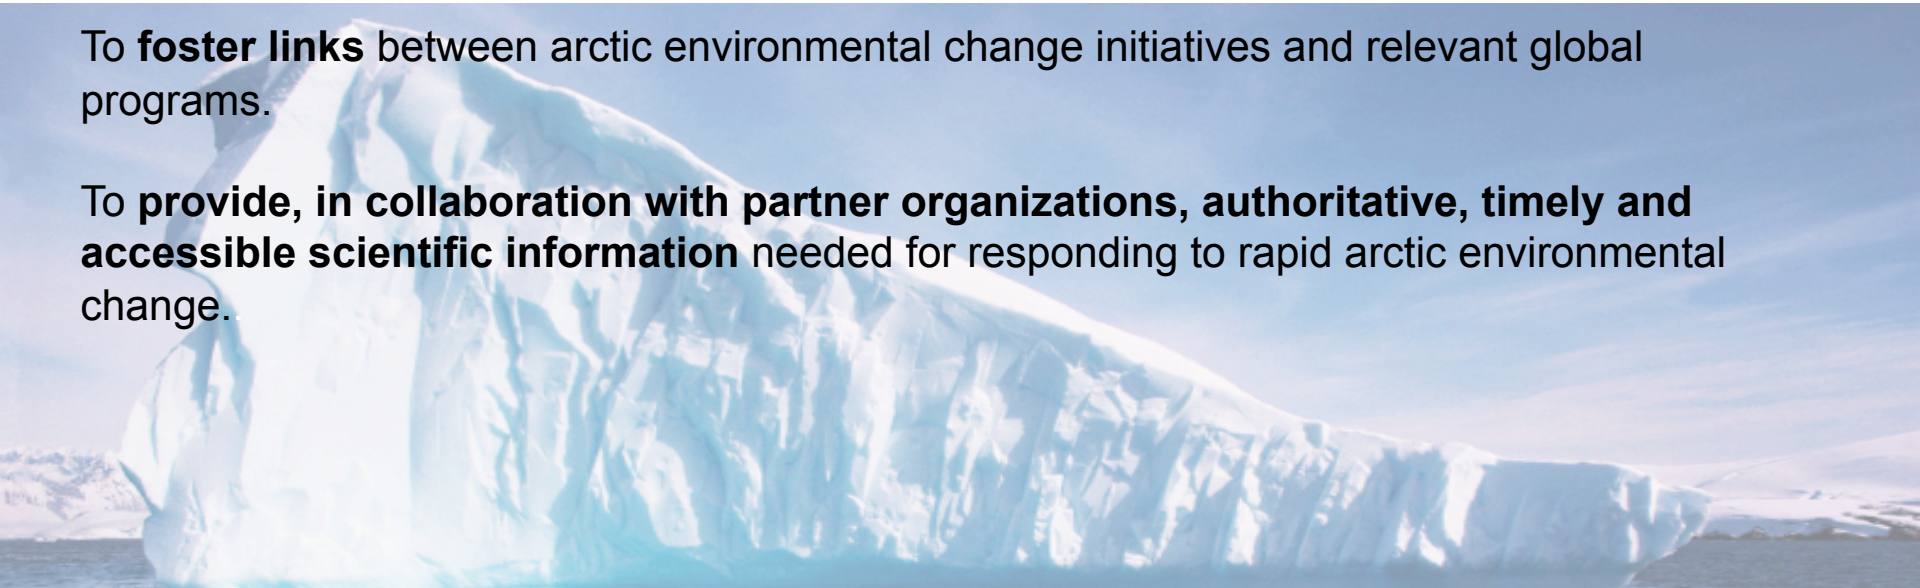 To foster links between arctic environmental change initiatives and relevant global
programs.
To provide, in collaboration with partner organizations, authoritative, timely and
accessible scientific information needed for responding to rapid arctic environmental
change..